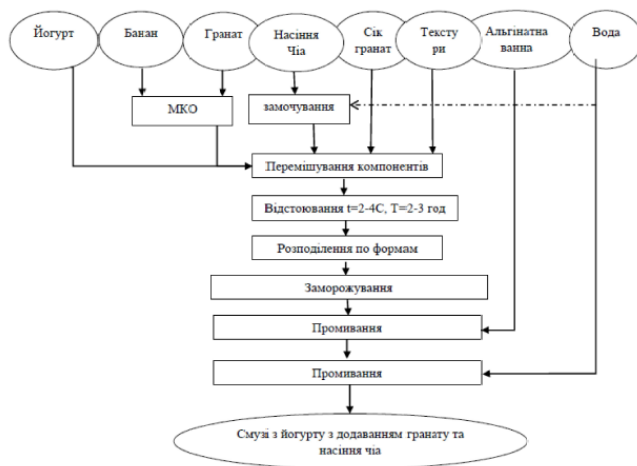 Йогурт
Банан
Гранат
Насіння
Чіа
Сік
гранат
Тексту
ри
Альгінатна
ванна
Вода
МКО
замочування
Перемішування компонентів
Відстоювання t=2-4С, Т=2-3 год
Розподілення по формам
Заморожування
Промивання
Промивання
Смузі з йогурту з додаванням гранату та
насіння чіа